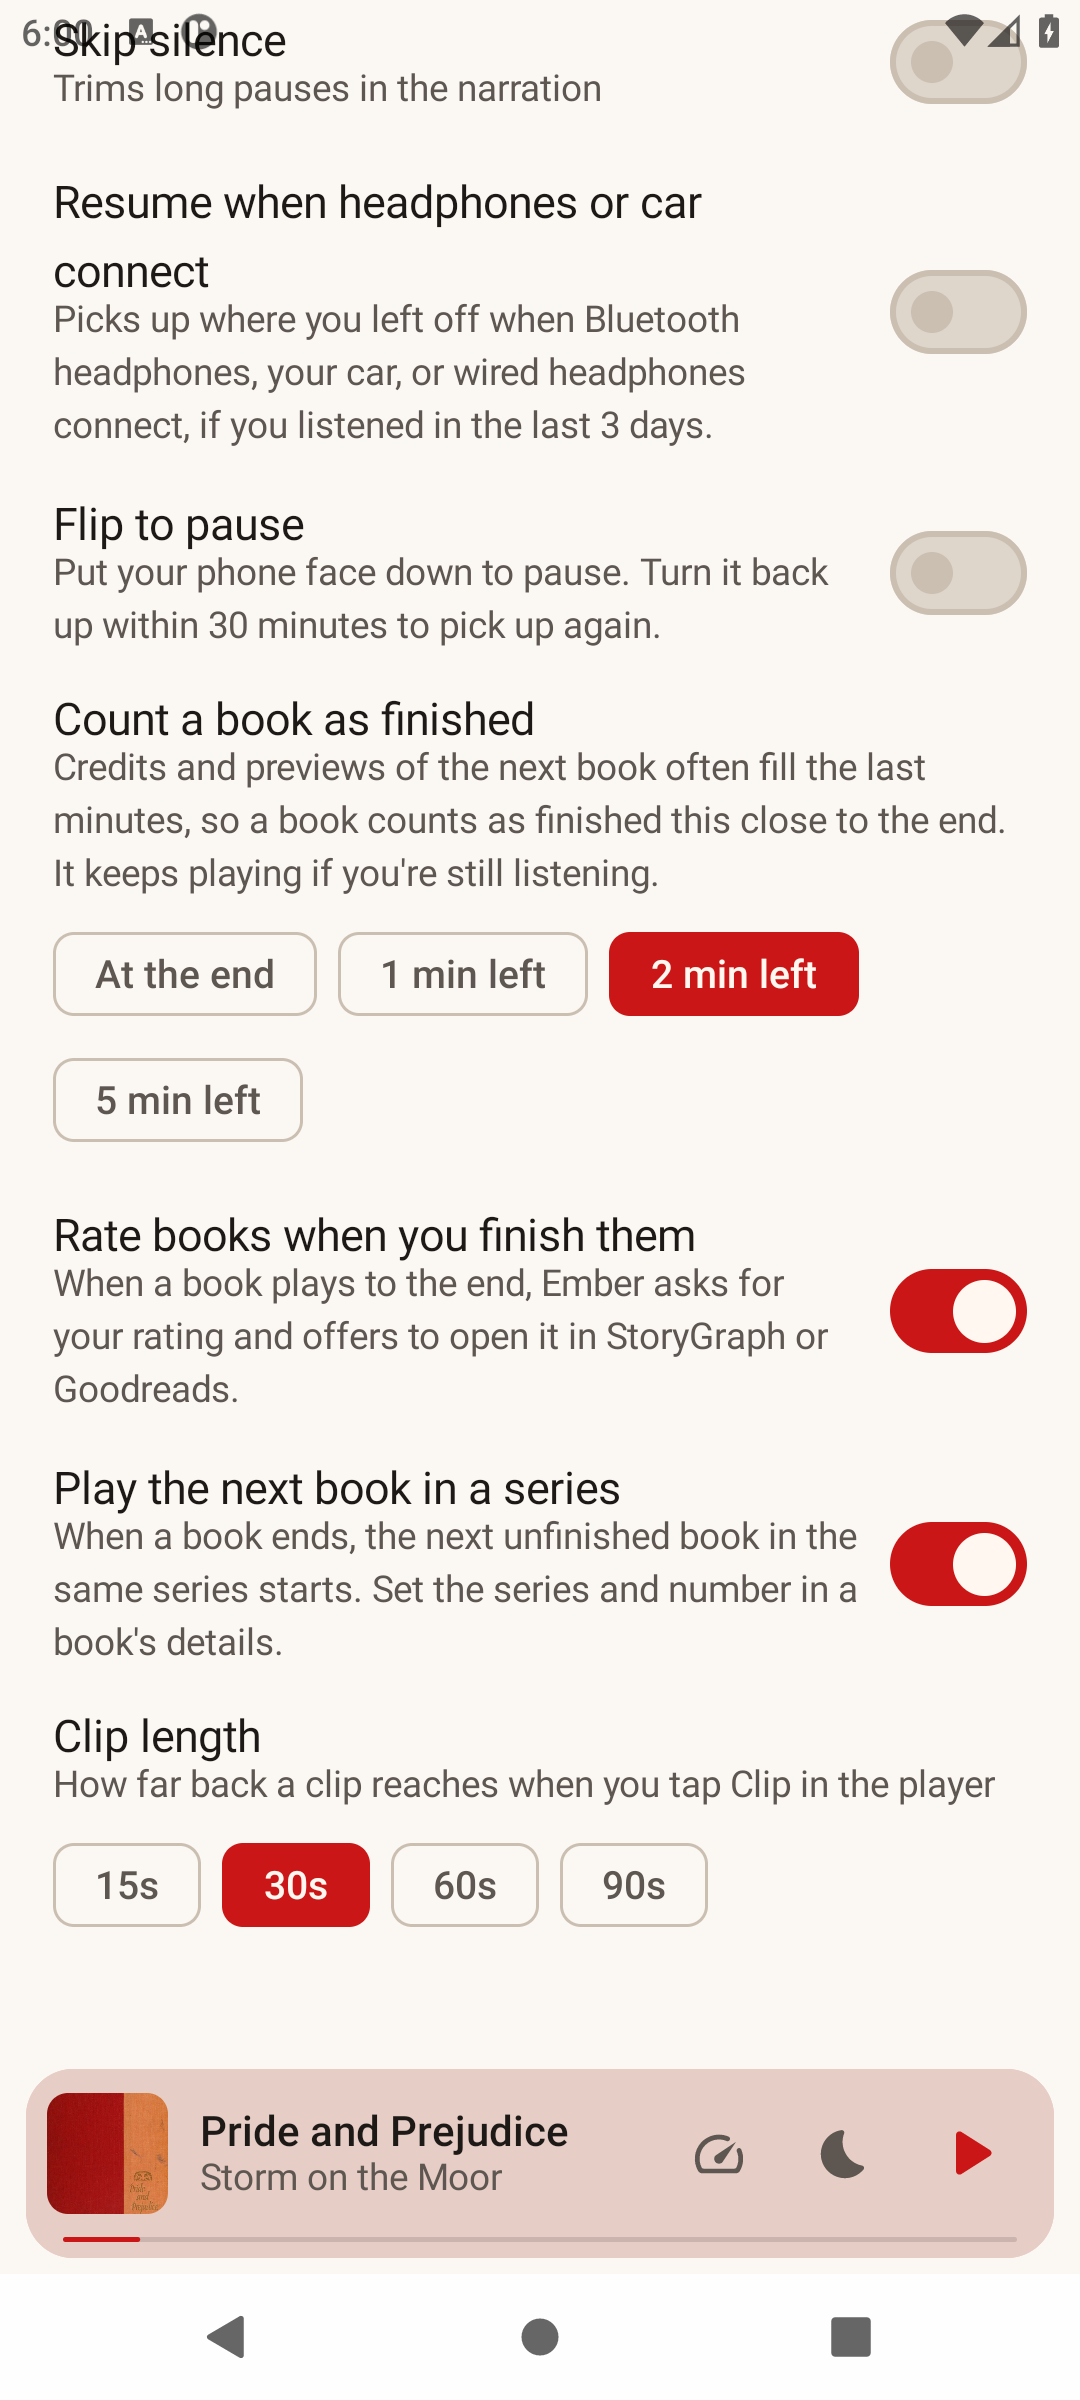 6:00
Skip silence
Trims long pauses in the narration
Resume when headphones or car
connect
Picks up where you left off when Bluetooth
headphones, your car, or wired headphones
connect, if you listened in the last 3 days.
Flip to pause
Put your phone face down to pause. Turn it back
up within 30 minutes to pick up again.
Count a book as finished
Credits and previews of the next book often fill the last
minutes, so a book counts as finished this close to the end.
It keeps playing if you're still listening.
At the end
1 min left
2 min left
5 min left
Rate books when you finish them
When a book plays to the end, Ember asks for
your rating and offers to open it in StoryGraph or
Goodreads.
Play the next book in a series
When a book ends, the next unfinished book in the
same series starts. Set the series and number in a
book's details.
Clip length
How far back a clip reaches when you tap Clip in the player
15s
30s
60s
90s
Pride and Prejudice
Storm on the Moor
Pride
and
Prejudice